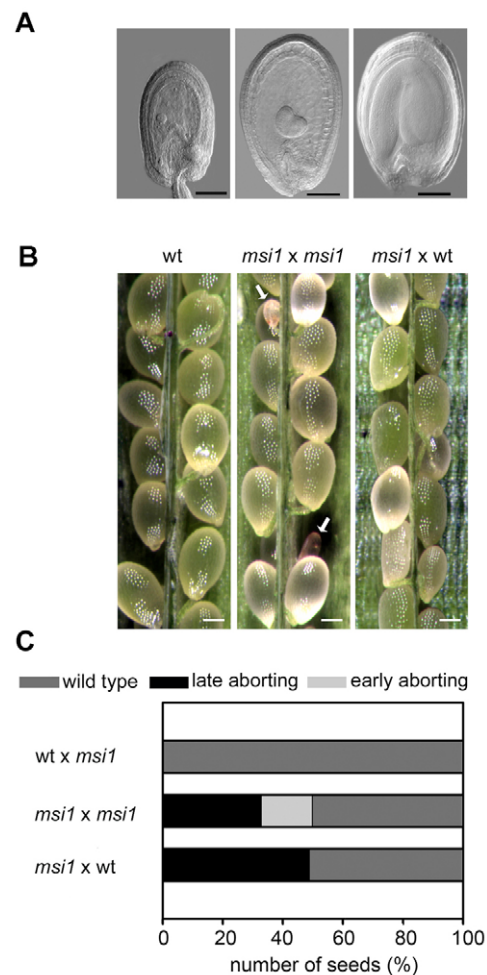 A
B
wt
msi1 x msi1
msi1 x wt
C
wild type
late aborting
early aborting
wt x msi1
msi1 x msi1
msi1 x wt
0
20
40
60
80
100
number of seeds (%)